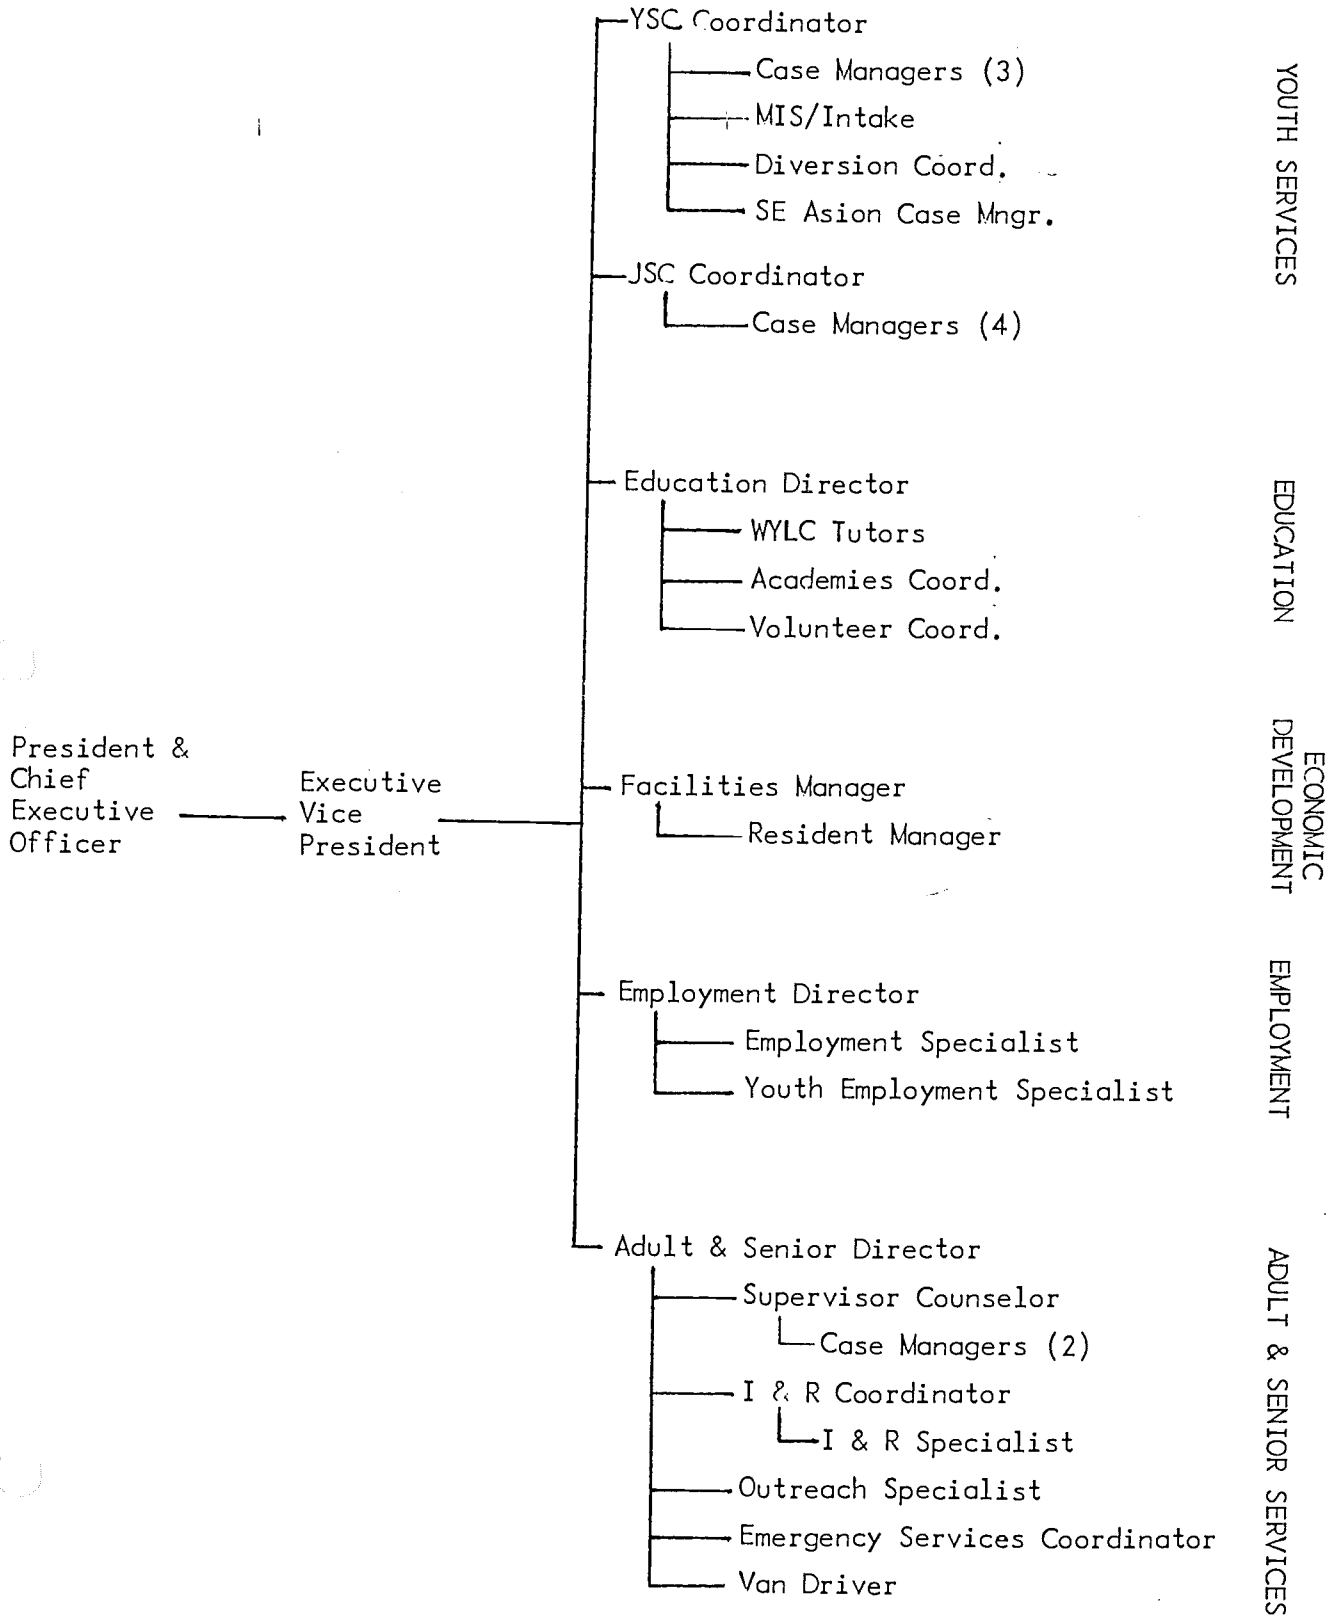 YSC Coordinator
Case Managers (3)
MIS/Intake
Diversion Coord.
SE Asion Case Mngr.
JSC Coordinator
Case Managers (4)
YOUTH SERVICES
Education Director
WYLC Tutors
Academies Coord.
Volunteer Coord.
EDUCATION
President &
Chief
Executive
Officer
Executive
Vice
President
Facilities Manager
Resident Manager
ECONOMIC
DEVELOPMENT
Employment Director
Employment Specialist
Youth Employment Specialist
EMPLOYMENT
Adult & Senior Director
Supervisor Counselor
Case Managers (2)
I & R Coordinator
I & R Specialist
Outreach Specialist
Emergency Services Coordinator
Van Driver
ADULT & SENIOR SERVICES